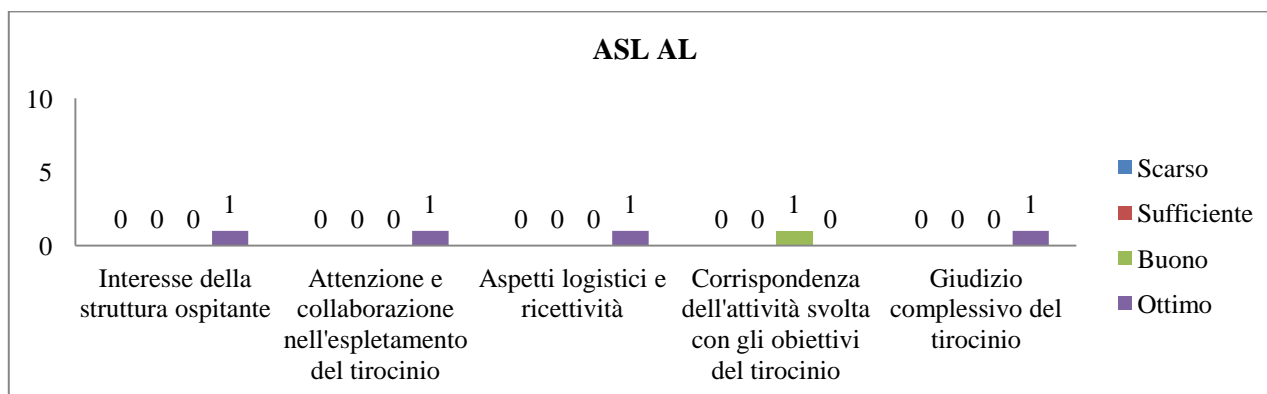 ASL AL
10
5
0
0 0 0 1
0 0 0 1
0 0 0 1
0 0 1 0
0 0 0 1
Interesse della
struttura ospitante
Attenzione e
collaborazione
nell'espletamento
del tirocinio
Aspetti logistici e
ricettività
Corrispondenza
dell'attività svolta
con gli obiettivi
del tirocinio
Giudizio
complessivo del
tirocinio
Scarso
Sufficiente
Buono
Ottimo